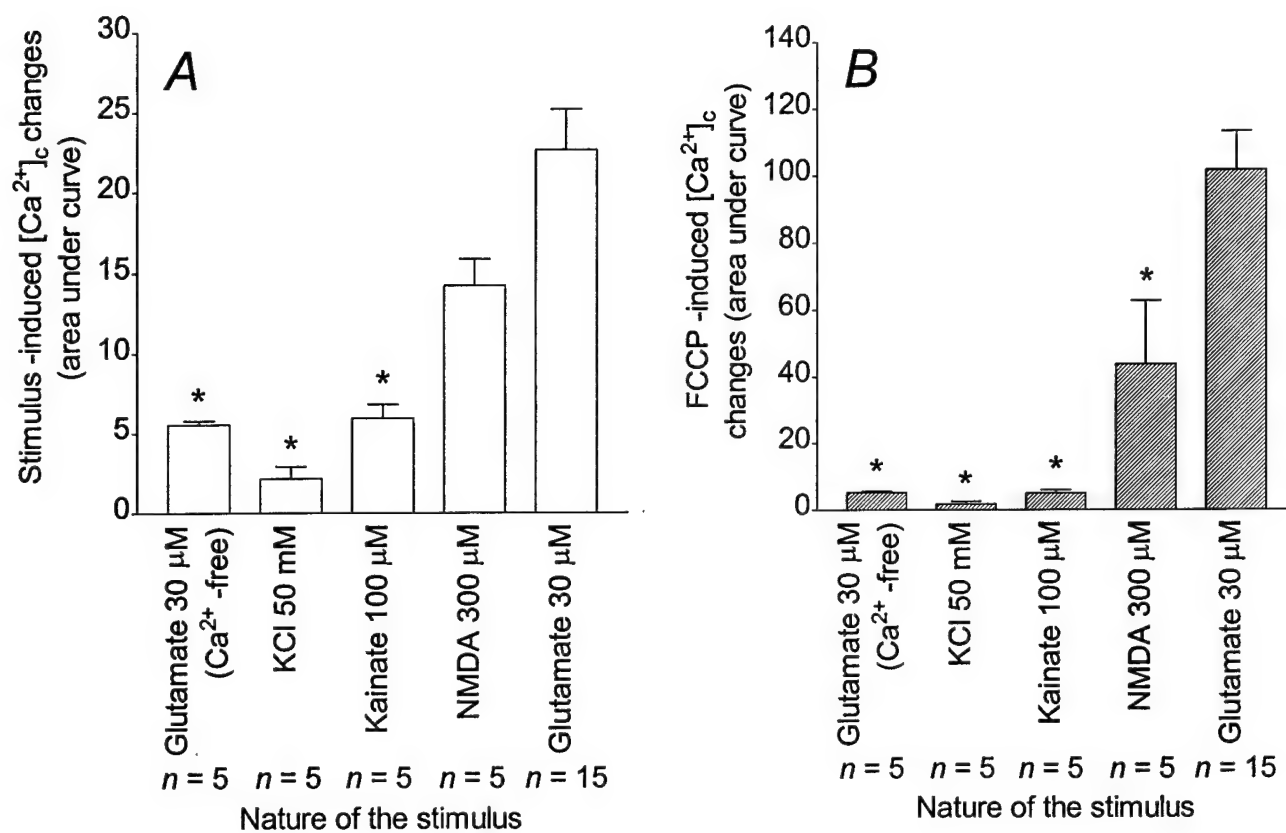 A
Stimulus -induced [Ca2+]c changes
(area under curve)
30
25
20
15
10
5
0
*
*
*
Glutamate 30 µM
(Ca2+ -free)
KCl 50 mM
Kainate 100 µM
NMDA 300 µM
Glutamate 30 µM
n = 5
n = 5
n = 5
n = 5
n = 15
Nature of the stimulus
B
FCCP -induced [Ca2+]c
changes (area under curve)
140
120
100
80
60
40
20
0
*
*
*
*
Glutamate 30 µM
(Ca2+ -free)
KCl 50 mM
Kainate 100 µM
NMDA 300 µM
Glutamate 30 µM
n = 5
n = 5
n = 5
n = 5
n = 15
Nature of the stimulus